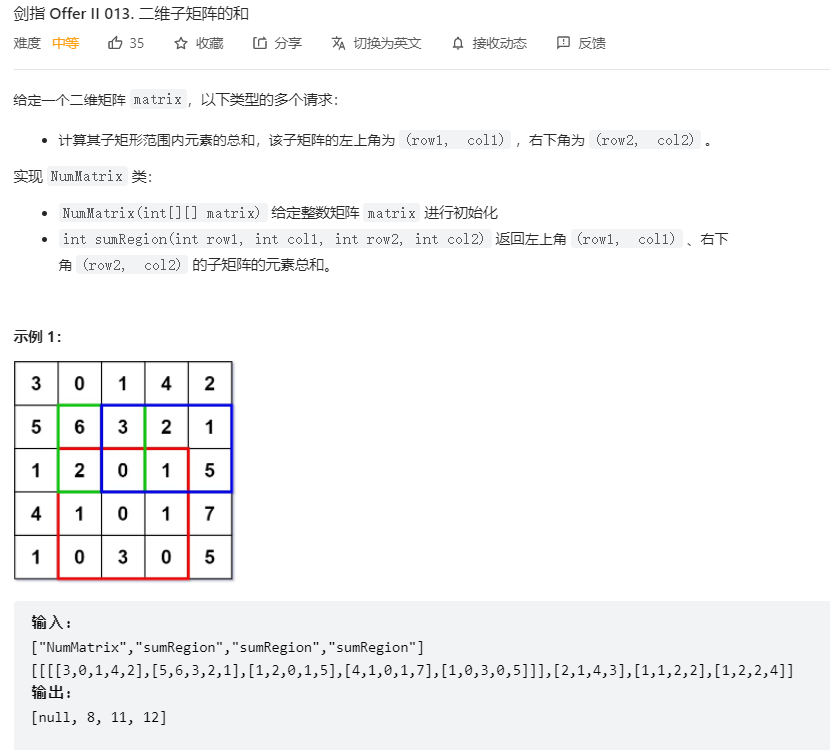 剑指 Offer II 013. 二维子矩阵的和
难度 中等 35 收藏 分享 切换为英文 接收动态 反馈
给定一个二维矩阵 matrix，以下类型的多个请求：
• 计算其子矩形范围内元素的总和，该子矩阵的左上角为 (row1, col1) ，右下角为 (row2, col2) 。
实现 NumMatrix 类：
• NumMatrix(int[][] matrix) 给定整数矩阵 matrix 进行初始化
• int sumRegion(int row1, int col1, int row2, int col2) 返回左上角 (row1, col1) 、右下
角 (row2, col2) 的子矩阵的元素总和。
示例 1：
3 0 1 4 2
5 6 3 2 1
1 2 0 1 5
4 1 0 1 7
1 0 3 0 5
输入:
["NumMatrix","sumRegion","sumRegion","sumRegion"]
[[[[3,0,1,4,2],[5,6,3,2,1],[1,2,0,1,5],[4,1,0,1,7],[1,0,3,0,5]]],[2,1,4,3],[1,1,2,2],[1,2,2,4]]
输出:
[null, 8, 11, 12]